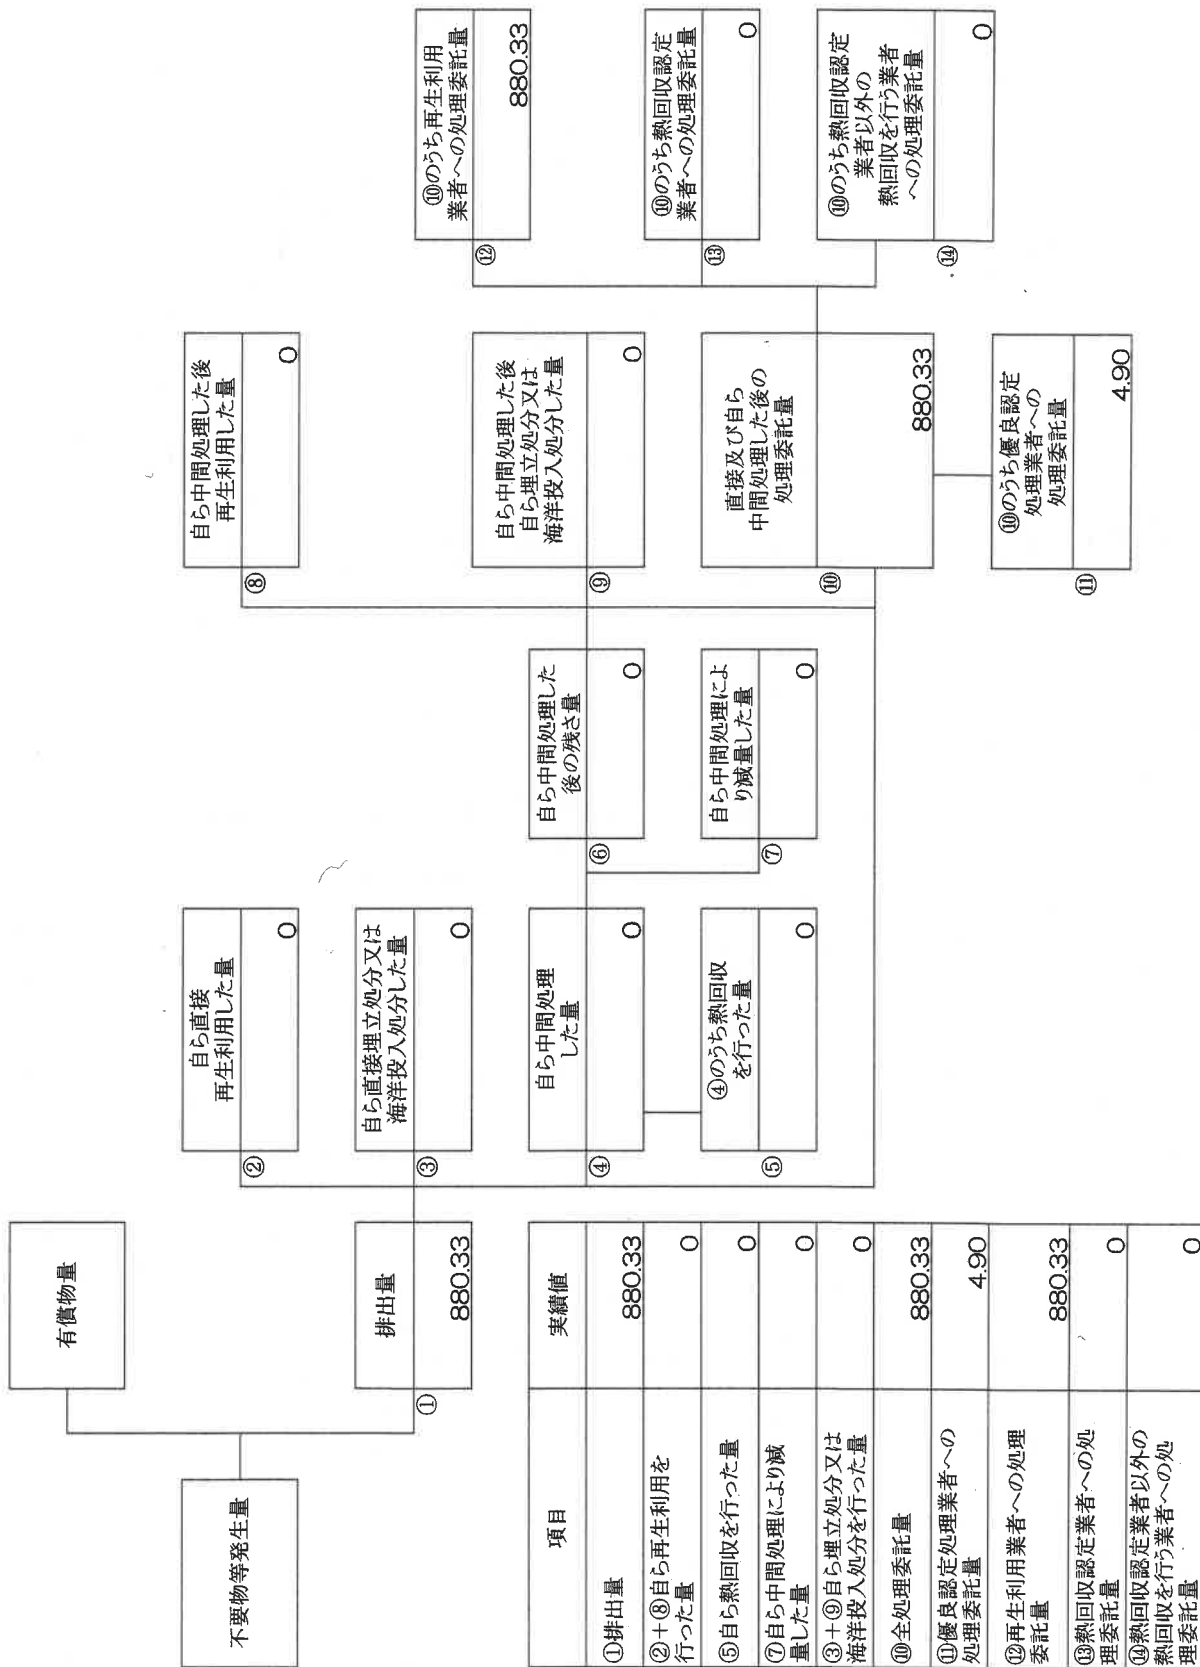 不要物等発生量
有償物量
排出量
①
880.33
自ら直接
再生利用した量
②
0
自ら直接埋立処分又は
海洋投入処分した量
③
0
自ら中間処理
した量
④
0
④のうち熱回収
を行った量
⑤
0
自ら中間処理した
後の残さ量
⑥
0
自ら中間処理によ
り減量した量
⑦
0
自ら中間処理した後
再生利用した量
⑧
0
自ら中間処理した後
自ら埋立処分又は
海洋投入処分した量
⑨
0
直接及び自ら
中間処理した後の
処理委託量
⑩
880.33
⑩のうち優良認定
処理業者への
処理委託量
⑪
4.90
⑩のうち再生利用
業者への処理委託量
⑫
880.33
⑩のうち熱回収認定
業者への処理委託量
⑬
0
⑩のうち熱回収認定
業者以外の
熱回収を行う業者
への処理委託量
⑭
0
項目 実績値
①排出量 880.33
②+⑧自ら再生利用を
行った量 0
⑤自ら熱回収を行った量 0
⑦自ら中間処理により減
量した量 0
③+⑨自ら埋立処分又は
海洋投入処分を行った量 0
⑩全処理委託量 880.33
⑪優良認定処理業者への
処理委託量 4.90
⑫再生利用業者への処理
委託量 880.33
⑬熱回収認定業者への処
理委託量 0
⑭熱回収認定業者以外の
熱回収を行う業者への処
理委託量 0